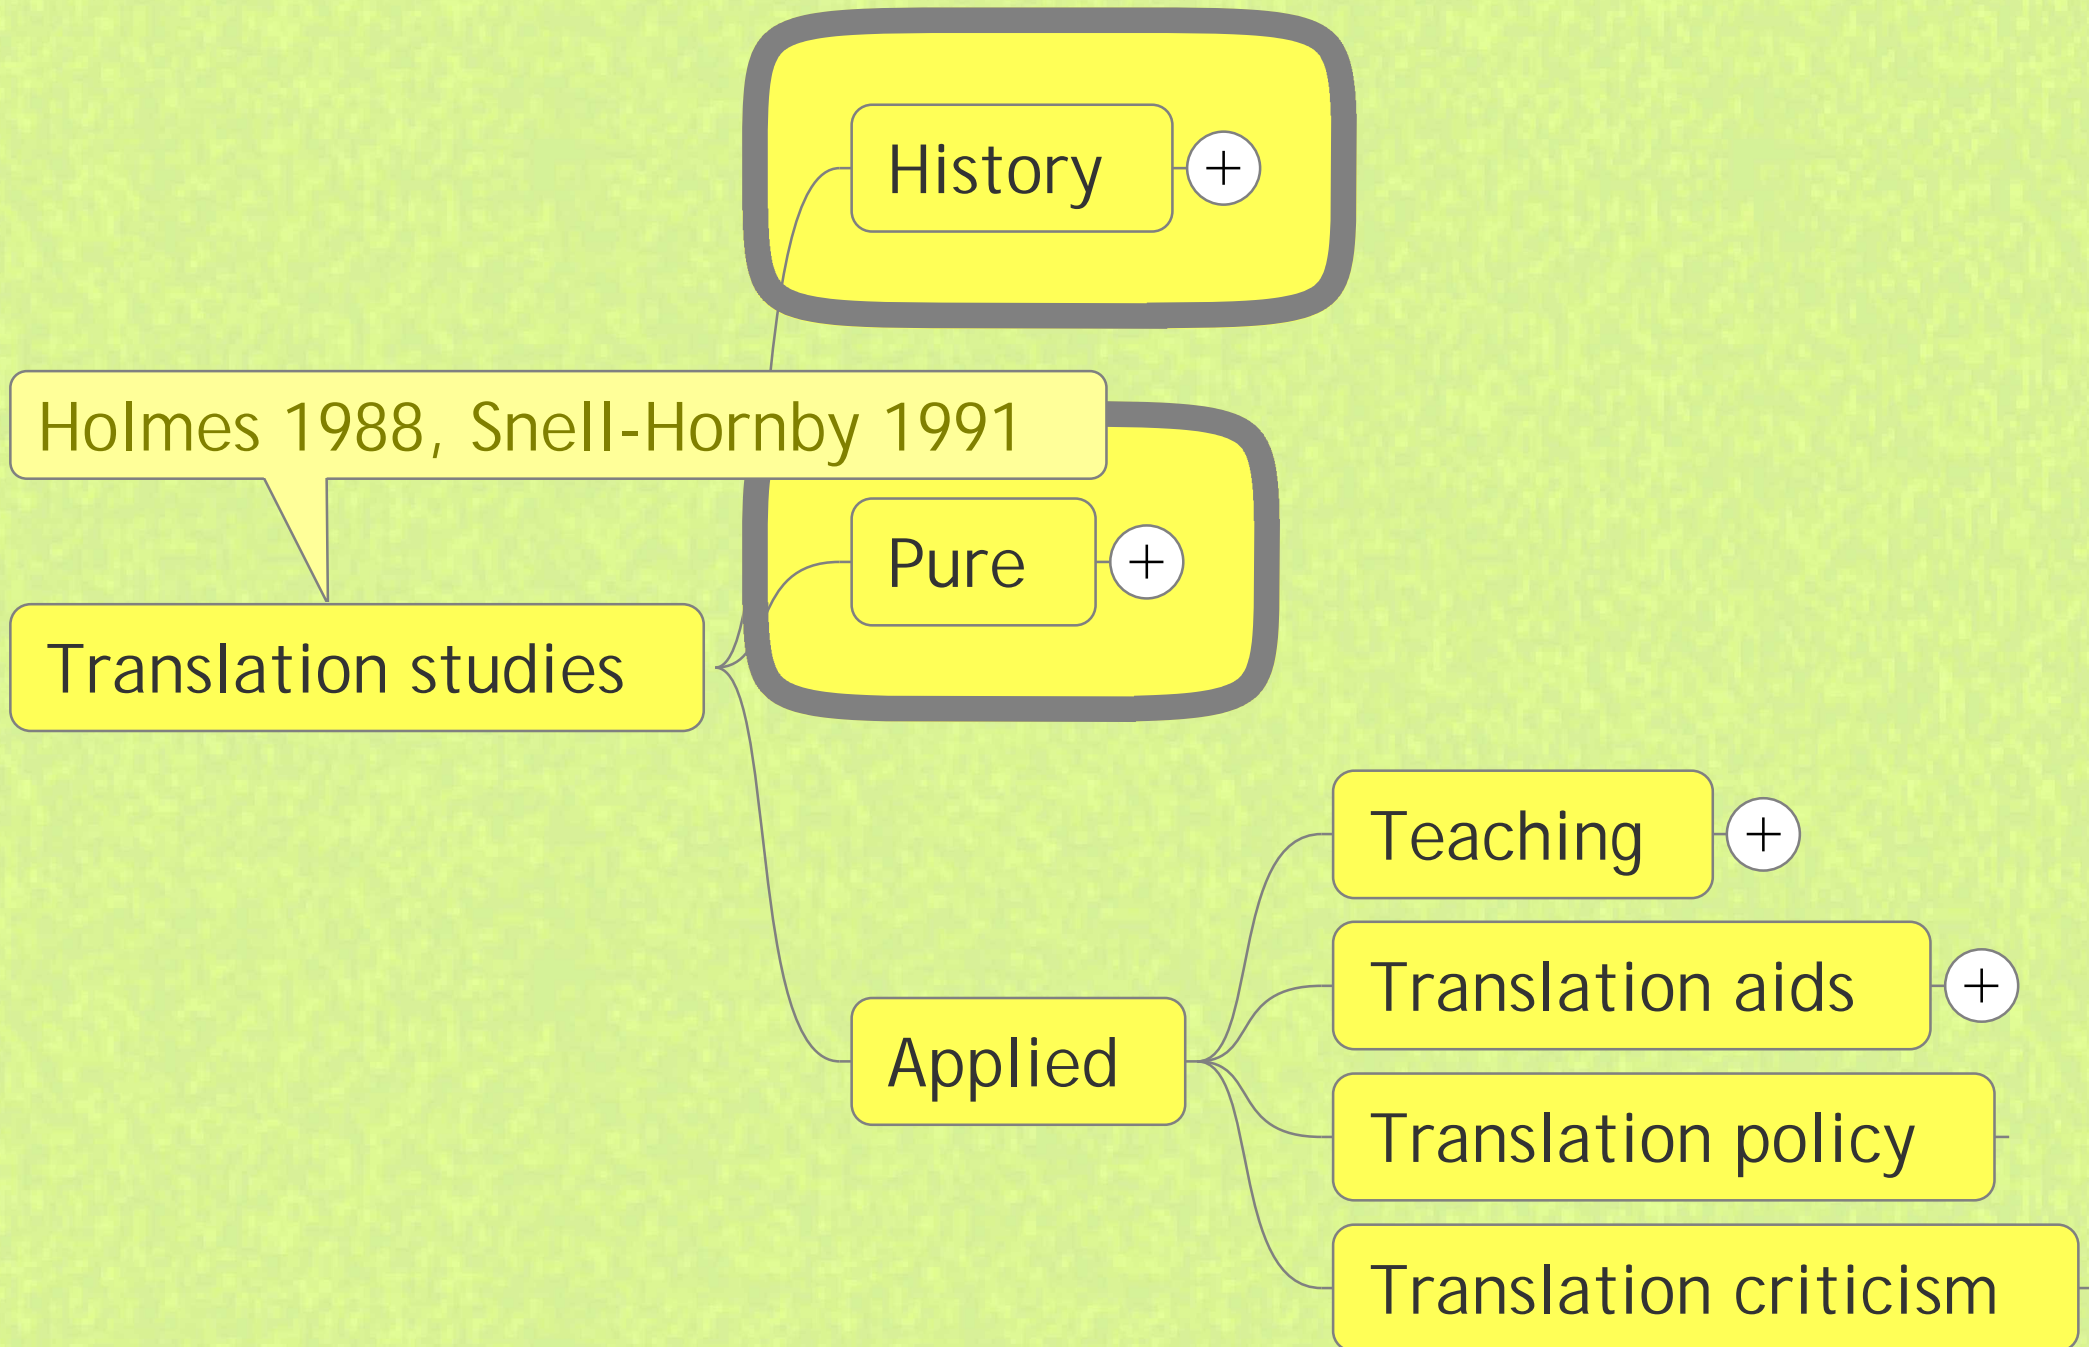 History
Holmes 1988, Snell-Hornby 1991
Pure
Translation studies
Teaching
Translation aids
Applied
Translation policy
Translation criticism